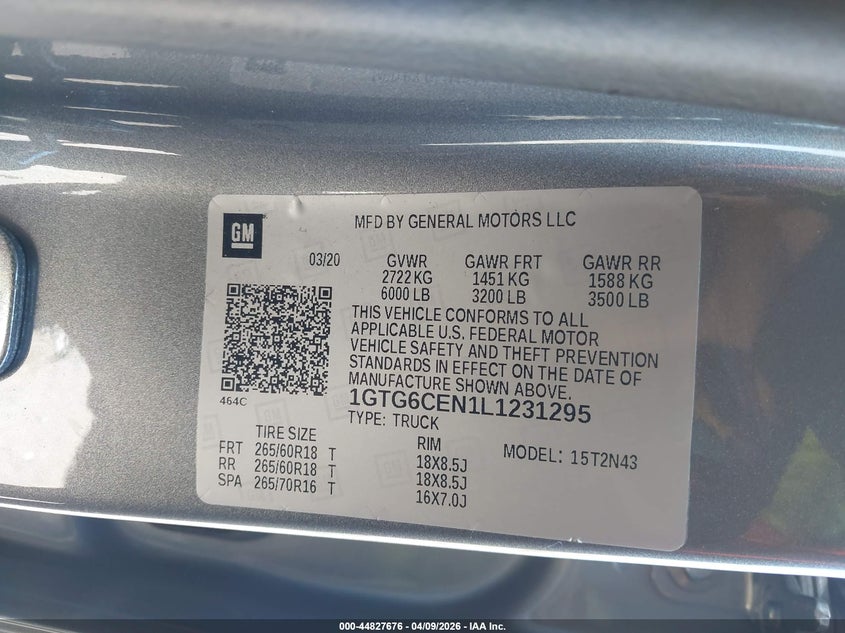 GM
MFD BY GENERAL MOTORS LLC
03/20
GVWR GAWR FRT GAWR RR
2722 KG 1451 KG 1588 KG
6000 LB 3200 LB 3500 LB
THIS VEHICLE CONFORMS TO ALL
APPLICABLE U.S. FEDERAL MOTOR
VEHICLE SAFETY AND THEFT PREVENTION
STANDARDS IN EFFECT ON THE DATE OF
MANUFACTURE SHOWN ABOVE.
464C
1GTG6CEN1L1231295
TYPE: TRUCK
TIRE SIZE RIM
FRT 265/60R18 T 18X8.5J
RR 265/60R18 T 18X8.5J
SPA 265/70R16 T 16X7.0J
MODEL: 15T2N43
000-44827676 | 04/09/2026 | IAA Inc.